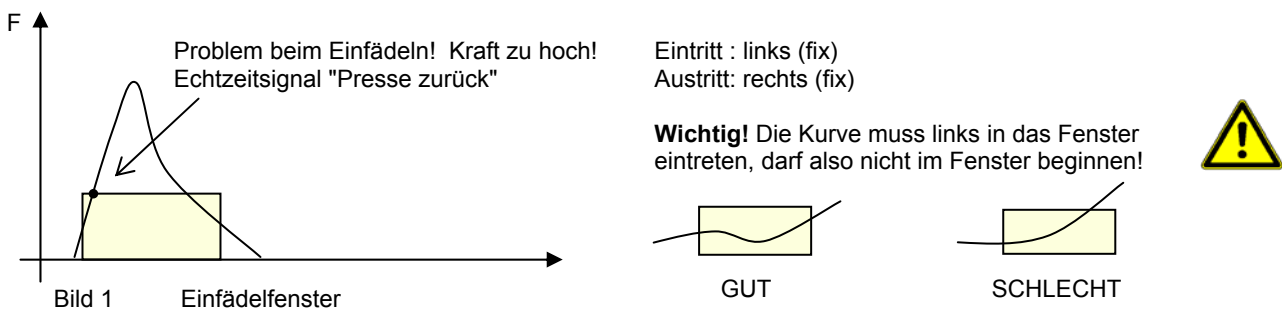 F
Problem beim Einfädeln! Kraft zu hoch!
Echtzeitsignal "Presse zurück"
Bild 1
Einfädelfenster
Eintritt : links (fix)
Austritt: rechts (fix)
Wichtig! Die Kurve muss links in das Fenster
eintreten, darf also nicht im Fenster beginnen!
GUT
SCHLECHT